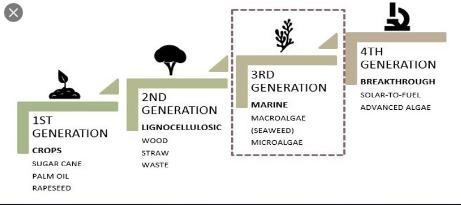 1ST
GENERATION
CROPS
SUGAR CANE
PALM OIL
RAPESEED
2ND
GENERATION
LIGNOCELLULOSIC
WOOD
STRAW
WASTE
3RD
GENERATION
MARINE
MACROALGAE
(SEAWEED)
MICROALGAE
4TH
GENERATION
BREAKTHROUGH
SOLAR-TO-FUEL
ADVANCED ALGAE